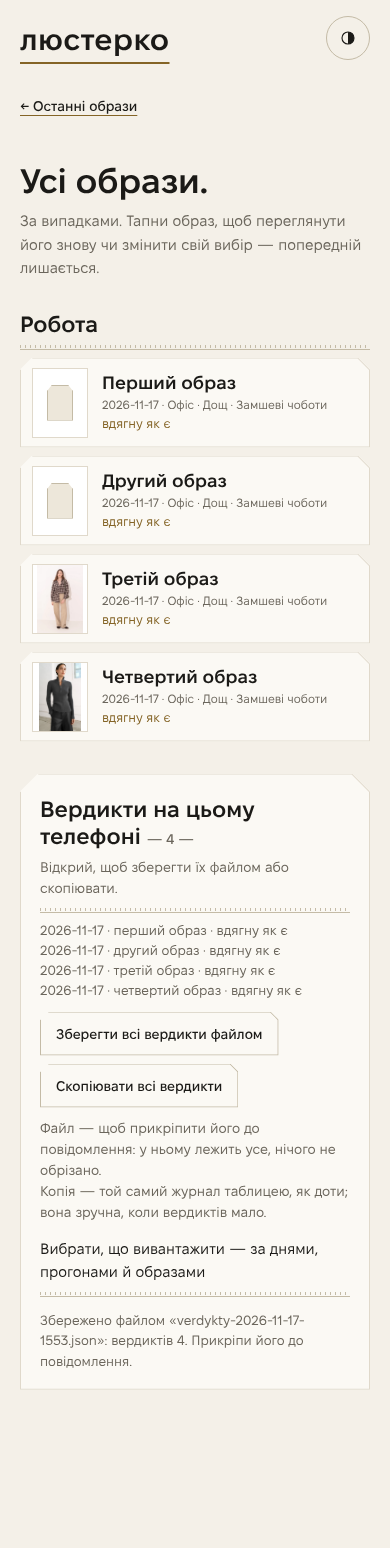 люстерко
← Останні образи
Усі образи.
За випадками. Тапни образ, щоб переглянути
його знову чи змінити свій вибір — попередній
лишається.
Робота
Перший образ
2026-11-17 · Офіс · Дощ · Замшеві чоботи
вдягну як є
Другий образ
2026-11-17 · Офіс · Дощ · Замшеві чоботи
вдягну як є
Третій образ
2026-11-17 · Офіс · Дощ · Замшеві чоботи
вдягну як є
Четвертий образ
2026-11-17 · Офіс · Дощ · Замшеві чоботи
вдягну як є
Вердикти на цьому
телефоні — 4 —
Відкрий, щоб зберегти їх файлом або
скопіювати.
2026-11-17 · перший образ · вдягну як є
2026-11-17 · другий образ · вдягну як є
2026-11-17 · третій образ · вдягну як є
2026-11-17 · четвертий образ · вдягну як є
Зберегти всі вердикти файлом
Скопіювати всі вердикти
Файл — щоб прикріпити його до
повідомлення: у ньому лежить усе, нічого не
обрізано.
Копія — той самий журнал таблицею, як доти;
вона зручна, коли вердиктів мало.
Вибрати, що вивантажити — за днями,
прогонами й образами
Збережено файлом «verdykty-2026-11-17-
1553.json»: вердиктів 4. Прикріпи його до
повідомлення.